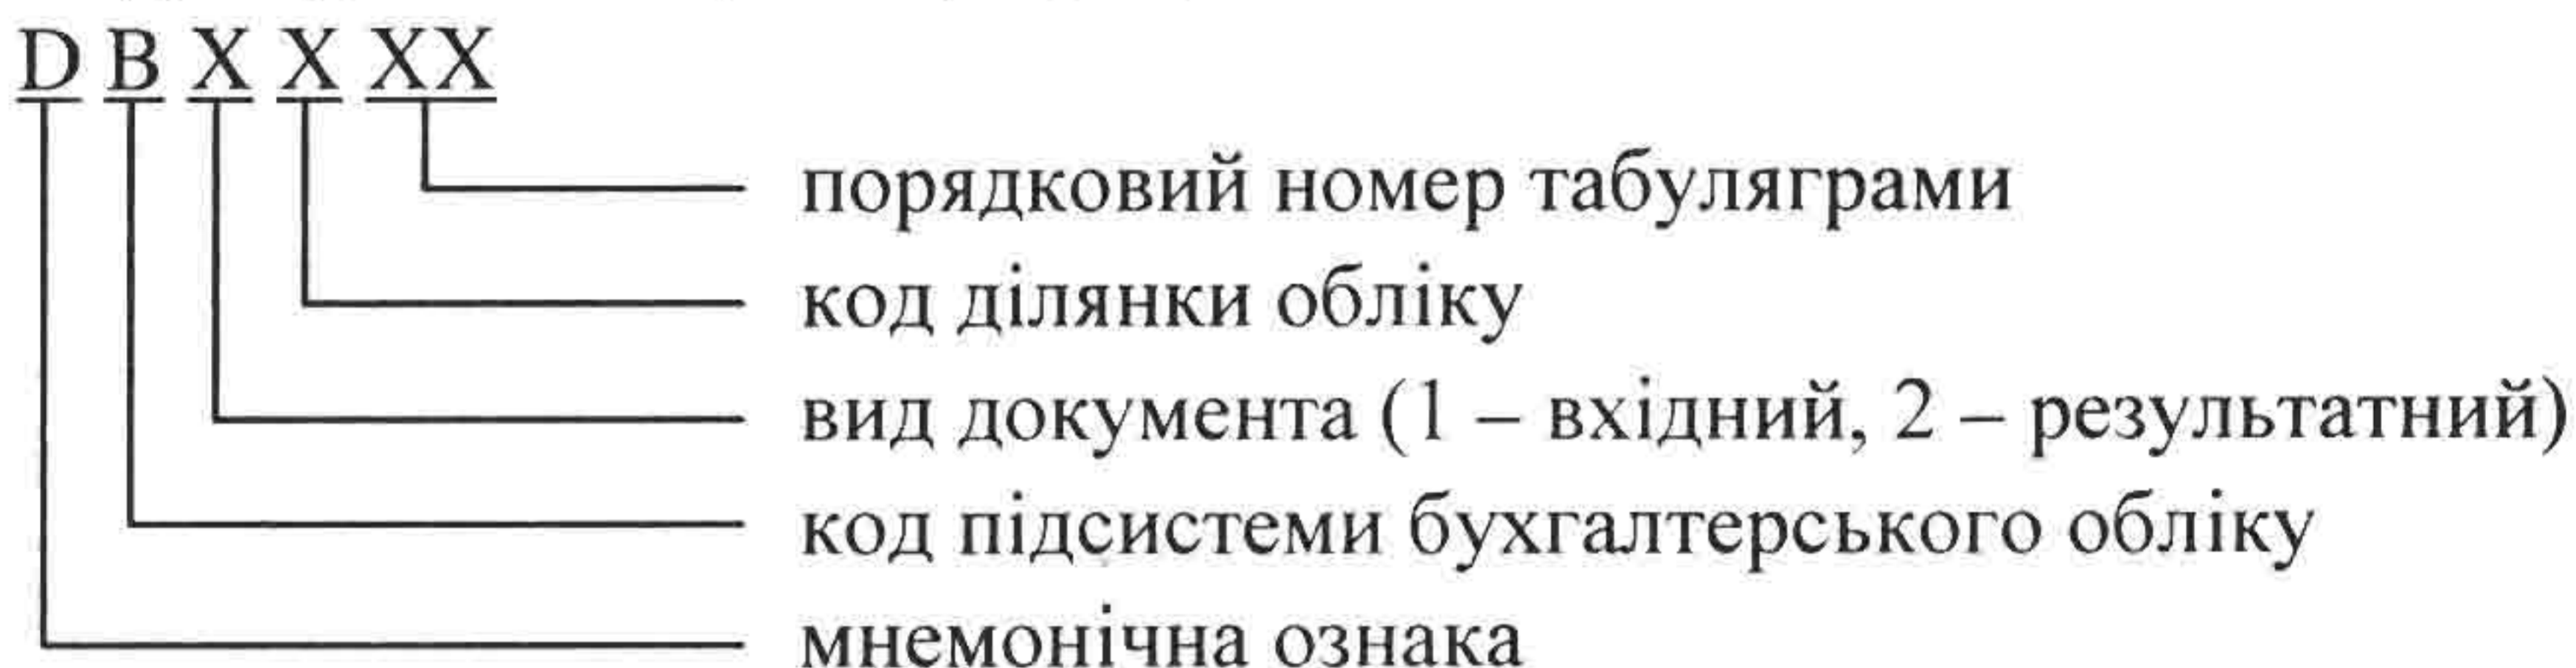 D B X X XX
порядковий номер табуляграми
код ділянки обліку
вид документа (1 – вхідний, 2 – результатний)
код підсистеми бухгалтерського обліку
мнемонічна ознака